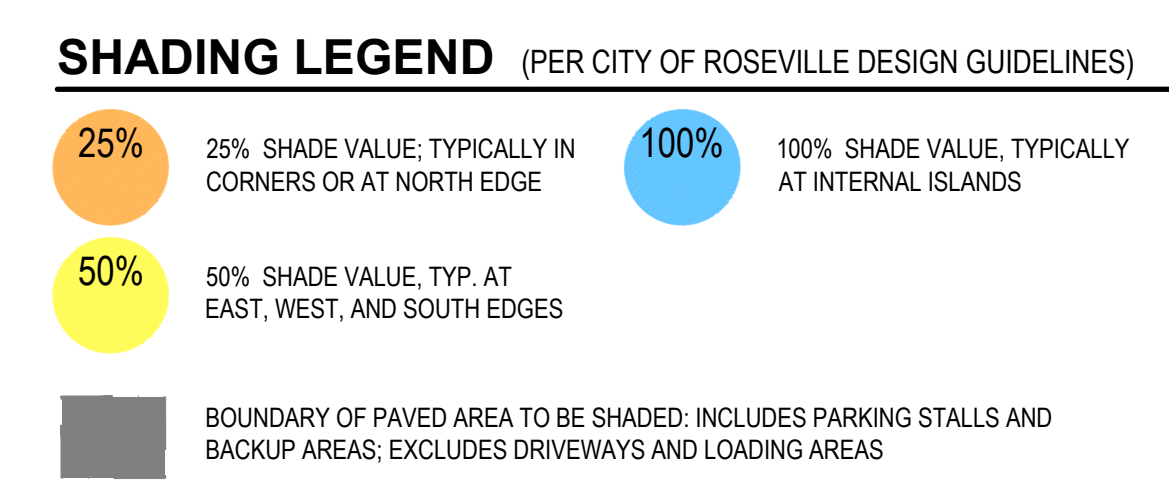 SHADING LEGEND (PER CITY OF ROSEVILLE DESIGN GUIDELINES)
25%
25% SHADE VALUE; TYPICALLY IN
CORNERS OR AT NORTH EDGE
100%
100% SHADE VALUE, TYPICALLY
AT INTERNAL ISLANDS
50%
50% SHADE VALUE, TYP. AT
EAST, WEST, AND SOUTH EDGES
BOUNDARY OF PAVED AREA TO BE SHADED: INCLUDES PARKING STALLS AND
BACKUP AREAS; EXCLUDES DRIVEWAYS AND LOADING AREAS